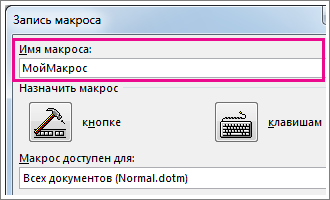 Запись макроса
Имя макроса:
МойМакрос
Назначить макрос
кнопке клавишам
Макрос доступен для:
Всех документов (Normal.dotm)